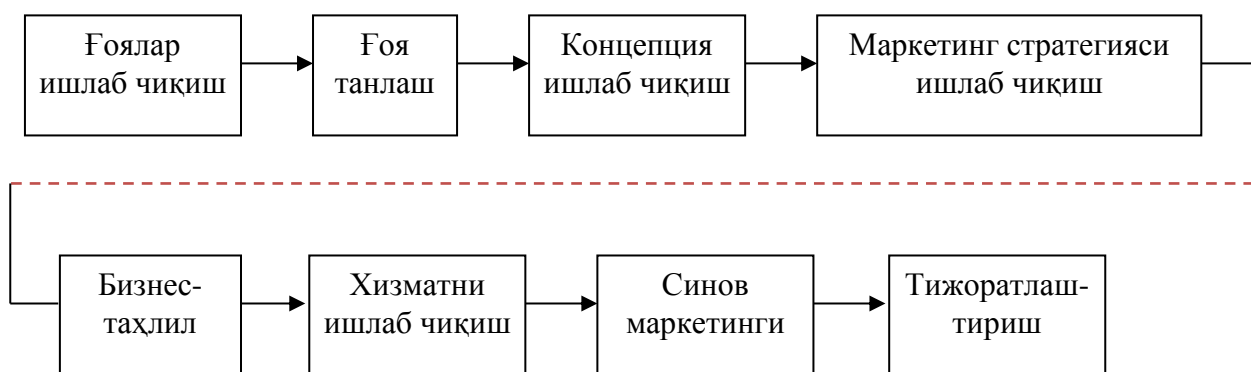 Ғоялар
ишлаб чиқиш
Ғоя
танлаш
Концепция
ишлаб чиқиш
Маркетинг стратегияси
ишлаб чиқиш
Бизнес-
таҳлил
Хизматни
ишлаб чиқиш
Синов
маркетинги
Тижоратлаш-
тириш